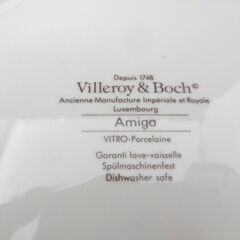 Depuis 1748
Villeroy & Boch©
Ancienne Manufacture Impériale et Royale
Luxembourg
Amigo
VITRO-Porcelaine
Garanti lave-vaisselle
Spülmaschinenfest
Dishwasher safe